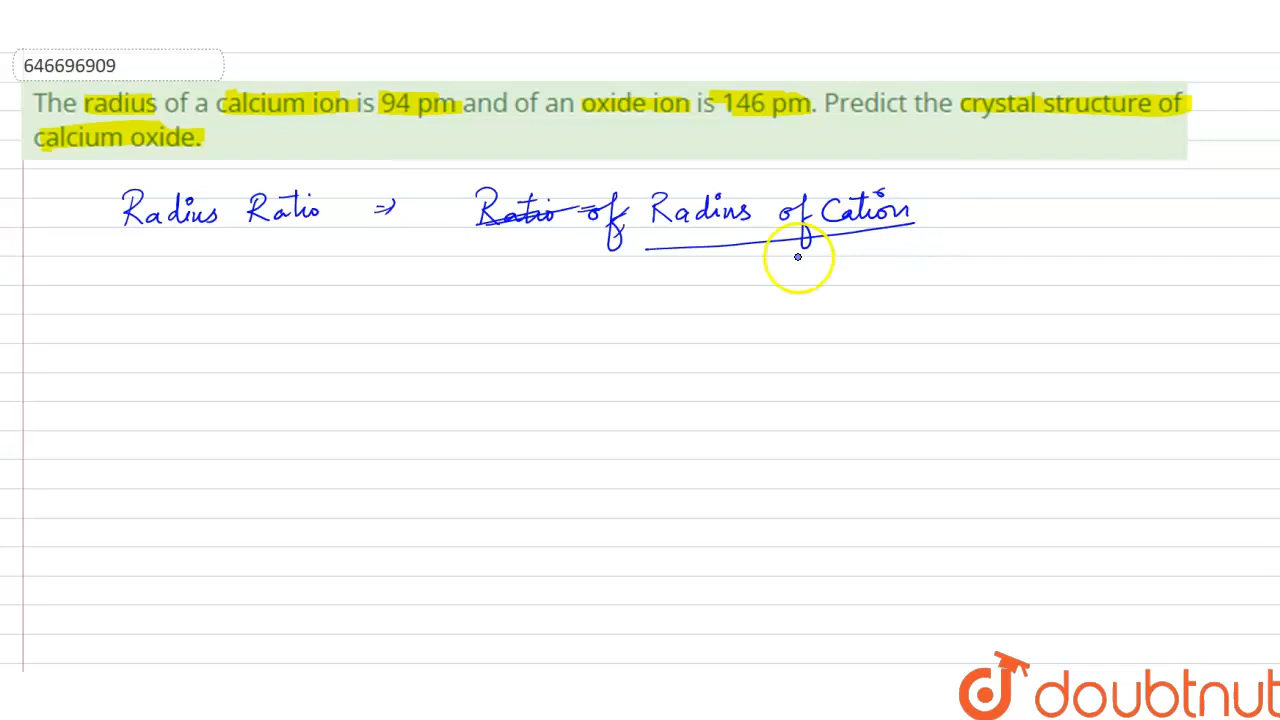 646696909
The radius of a calcium ion is 94 pm and of an oxide ion is 146 pm. Predict the crystal structure of
calcium oxide.
Radius Ratio ⇒ Ratio of Radius of Cation
doubtnut